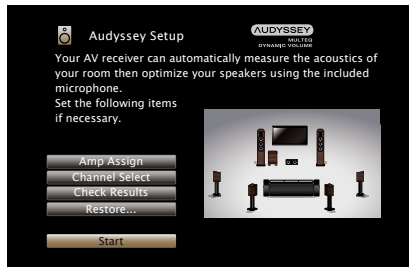 Audyssey Setup
AUDYSSEY
MULTEQ
DYNAMIC VOLUME
Your AV receiver can automatically measure the acoustics of
your room then optimize your speakers using the included
microphone.
Set the following items
if necessary.
Amp Assign
Channel Select
Check Results
Restore...
Start